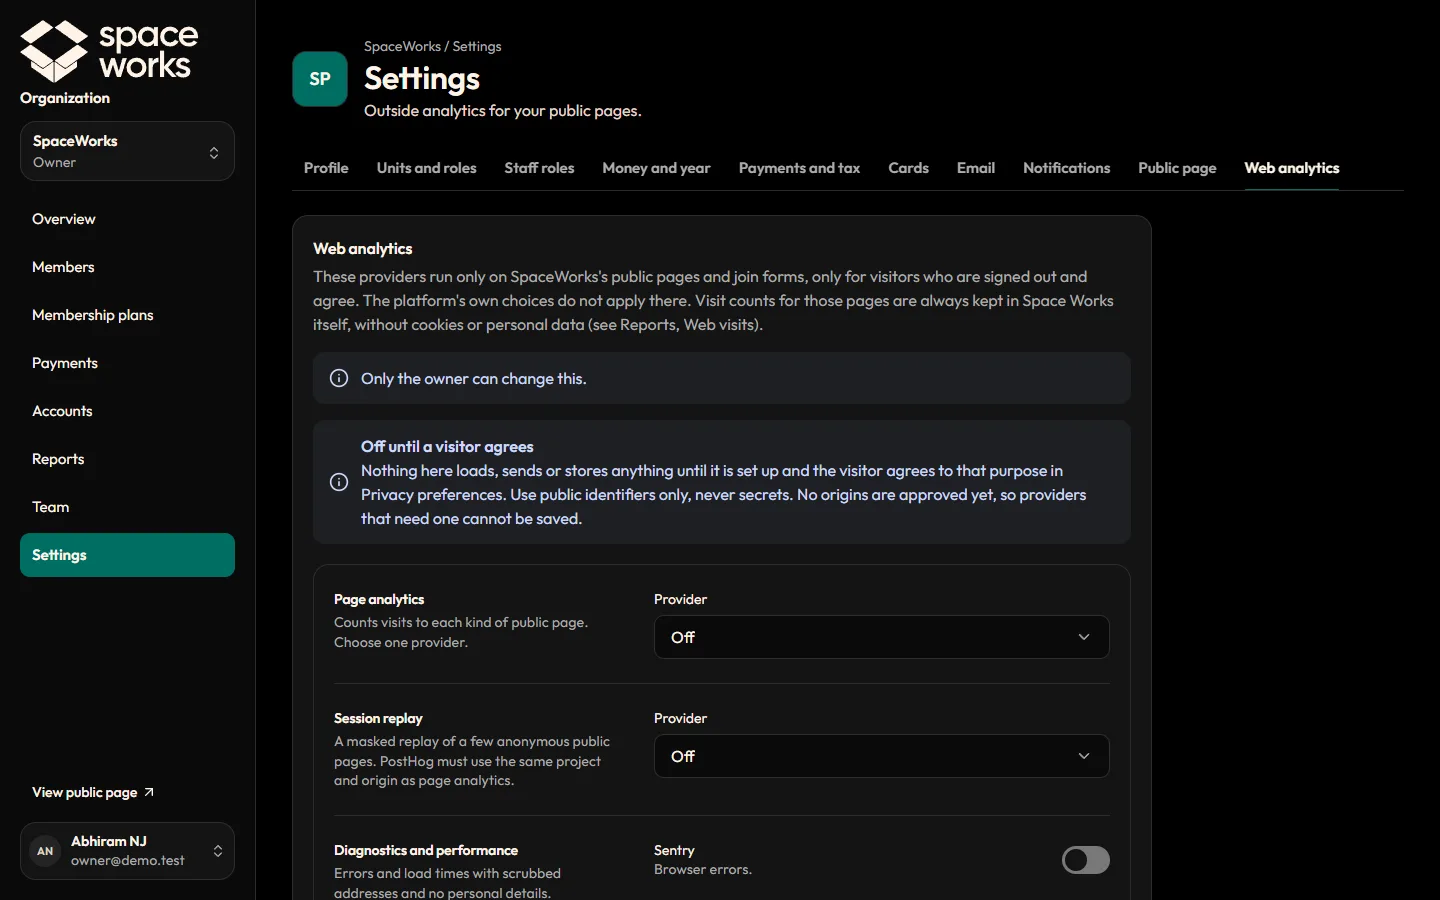 space
works
Organization
SpaceWorks
Owner
Overview
Members
Membership plans
Payments
Accounts
Reports
Team
Settings
View public page
AN
Abhiram NJ
owner@demo.test
SP
SpaceWorks / Settings
Settings
Outside analytics for your public pages.
Profile
Units and roles
Staff roles
Money and year
Payments and tax
Cards
Email
Notifications
Public page
Web analytics
Web analytics
These providers run only on SpaceWorks's public pages and join forms, only for visitors who are signed out and
agree. The platform's own choices do not apply there. Visit counts for those pages are always kept in Space Works
itself, without cookies or personal data (see Reports, Web visits).
Only the owner can change this.
Off until a visitor agrees
Nothing here loads, sends or stores anything until it is set up and the visitor agrees to that purpose in
Privacy preferences. Use public identifiers only, never secrets. No origins are approved yet, so providers
that need one cannot be saved.
Page analytics
Counts visits to each kind of public page.
Choose one provider.
Provider
Off
Session replay
A masked replay of a few anonymous public
pages. PostHog must use the same project
and origin as page analytics.
Provider
Off
Diagnostics and performance
Errors and load times with scrubbed
addresses and no personal details.
Sentry
Browser errors.